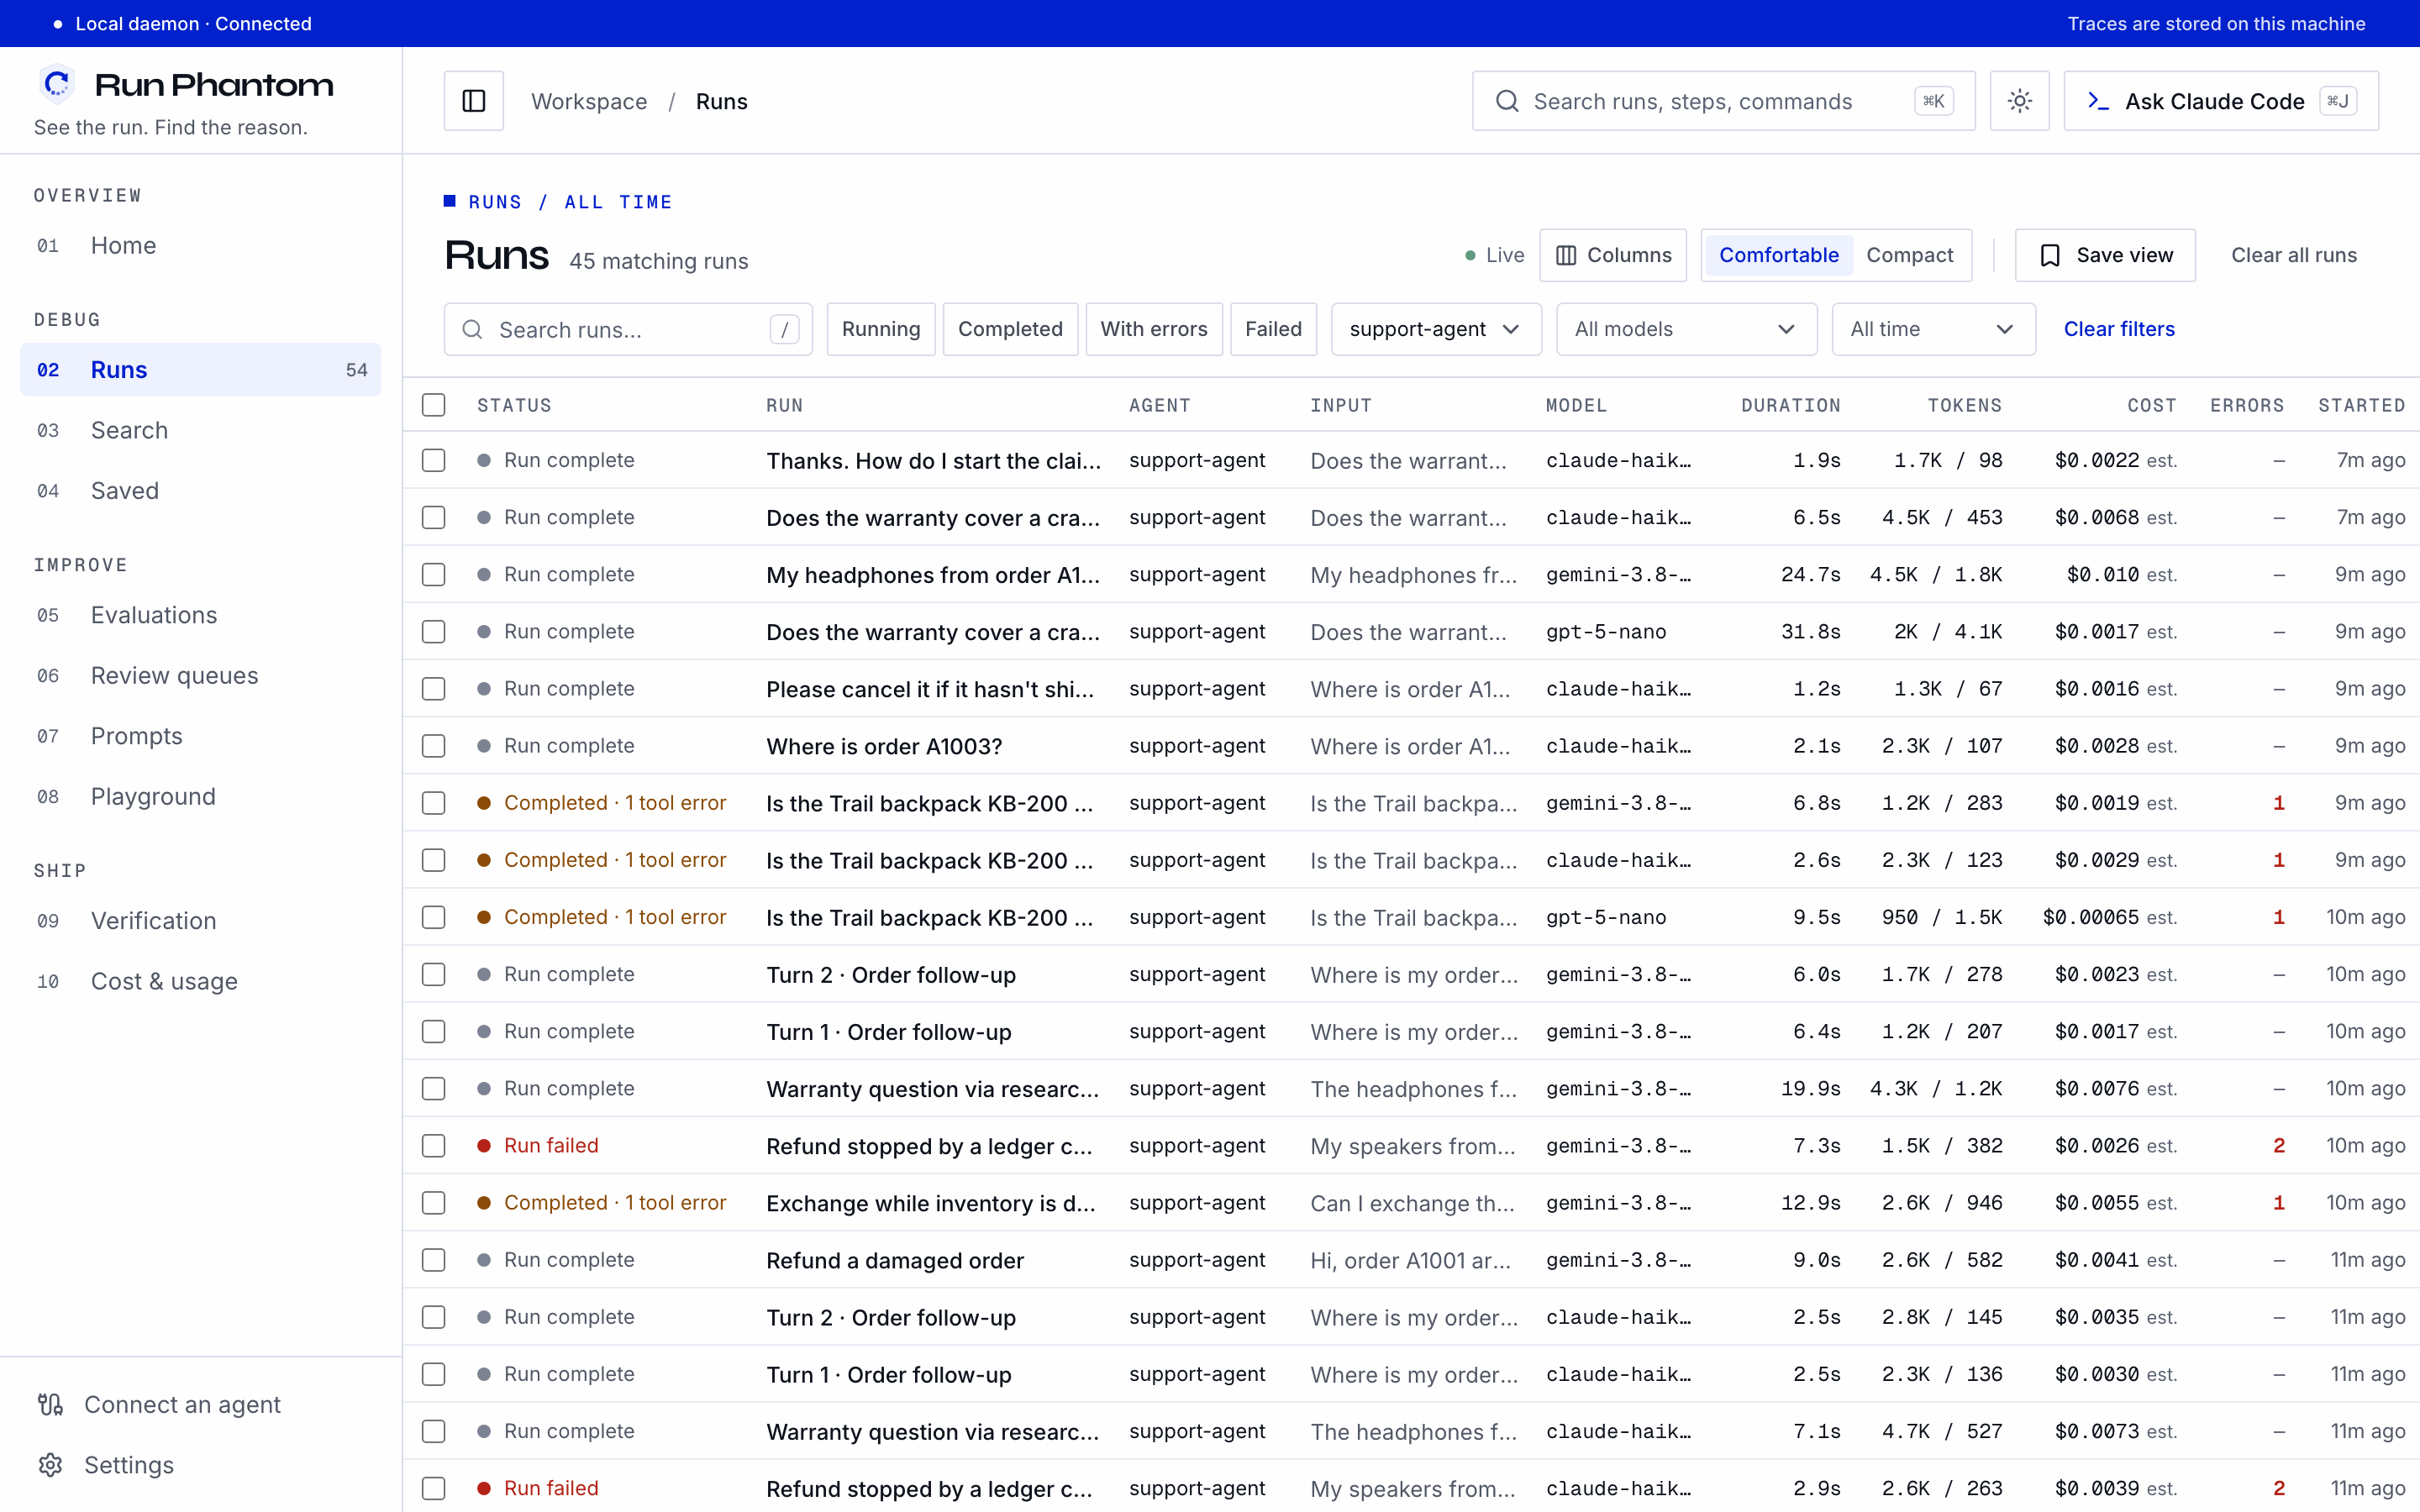 Local daemon · Connected
Traces are stored on this machine
Run Phantom
See the run. Find the reason.
Workspace / Runs
Search runs, steps, commands ⌘K
Ask Claude Code ⌘J
OVERVIEW
01 Home
DEBUG
02 Runs 54
03 Search
04 Saved
IMPROVE
05 Evaluations
06 Review queues
07 Prompts
08 Playground
SHIP
09 Verification
10 Cost & usage
Connect an agent
Settings
RUNS / ALL TIME
Runs 45 matching runs
Live Columns Comfortable Compact Save view Clear all runs
Search runs... / Running Completed With errors Failed support-agent All models All time Clear filters
STATUS RUN AGENT INPUT MODEL DURATION TOKENS COST ERRORS STARTED
Run complete Thanks. How do I start the clai... support-agent Does the warrant... claude-haik… 1.9s 1.7K / 98 $0.0022 est. – 7m ago
Run complete Does the warranty cover a cra... support-agent Does the warrant... claude-haik… 6.5s 4.5K / 453 $0.0068 est. – 7m ago
Run complete My headphones from order A1... support-agent My headphones fr... gemini-3.8-… 24.7s 4.5K / 1.8K $0.010 est. – 9m ago
Run complete Does the warranty cover a cra... support-agent Does the warrant... gpt-5-nano 31.8s 2K / 4.1K $0.0017 est. – 9m ago
Run complete Please cancel it if it hasn't shi... support-agent Where is order A1... claude-haik… 1.2s 1.3K / 67 $0.0016 est. – 9m ago
Run complete Where is order A1003? support-agent Where is order A1... claude-haik… 2.1s 2.3K / 107 $0.0028 est. – 9m ago
Completed · 1 tool error Is the Trail backpack KB-200 ... support-agent Is the Trail backpa... gemini-3.8-… 6.8s 1.2K / 283 $0.0019 est. 1 9m ago
Completed · 1 tool error Is the Trail backpack KB-200 ... support-agent Is the Trail backpa... claude-haik… 2.6s 2.3K / 123 $0.0029 est. 1 9m ago
Completed · 1 tool error Is the Trail backpack KB-200 ... support-agent Is the Trail backpa... gpt-5-nano 9.5s 950 / 1.5K $0.00065 est. 1 10m ago
Run complete Turn 2 · Order follow-up support-agent Where is my order... gemini-3.8-… 6.0s 1.7K / 278 $0.0023 est. – 10m ago
Run complete Turn 1 · Order follow-up support-agent Where is my order... gemini-3.8-… 6.4s 1.2K / 207 $0.0017 est. – 10m ago
Run complete Warranty question via researc... support-agent The headphones f... gemini-3.8-… 19.9s 4.3K / 1.2K $0.0076 est. – 10m ago
Run failed Refund stopped by a ledger c... support-agent My speakers from... gemini-3.8-… 7.3s 1.5K / 382 $0.0026 est. 2 10m ago
Completed · 1 tool error Exchange while inventory is d... support-agent Can I exchange th... gemini-3.8-… 12.9s 2.6K / 946 $0.0055 est. 1 10m ago
Run complete Refund a damaged order support-agent Hi, order A1001 ar... gemini-3.8-… 9.0s 2.6K / 582 $0.0041 est. – 11m ago
Run complete Turn 2 · Order follow-up support-agent Where is my order... claude-haik… 2.5s 2.8K / 145 $0.0035 est. – 11m ago
Run complete Turn 1 · Order follow-up support-agent Where is my order... claude-haik… 2.5s 2.3K / 136 $0.0030 est. – 11m ago
Run complete Warranty question via researc... support-agent The headphones f... claude-haik… 7.1s 4.7K / 527 $0.0073 est. – 11m ago
Run failed Refund stopped by a ledger c... support-agent My speakers from... claude-haik… 2.9s 2.6K / 263 $0.0039 est. 2 11m ago